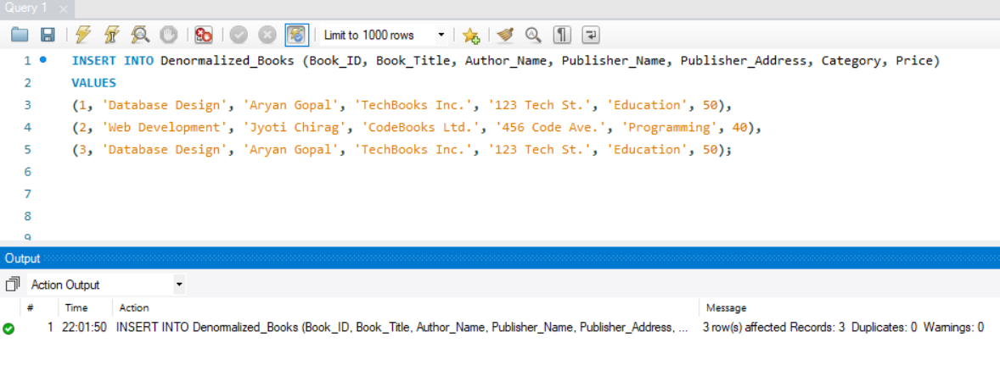 Query 1
Limit to 1000 rows
1 INSERT INTO Denormalized_Books (Book_ID, Book_Title, Author_Name, Publisher_Name, Publisher_Address, Category, Price)
2 VALUES
3 (1, 'Database Design', 'Aryan Gopal', 'TechBooks Inc.', '123 Tech St.', 'Education', 50),
4 (2, 'Web Development', 'Jyoti Chirag', 'CodeBooks Ltd.', '456 Code Ave.', 'Programming', 40),
5 (3, 'Database Design', 'Aryan Gopal', 'TechBooks Inc.', '123 Tech St.', 'Education', 50);
6
7
8
9
Output
Action Output
# Time Action Message
1 22:01:50 INSERT INTO Denormalized_Books (Book_ID, Book_Title, Author_Name, Publisher_Name, Publisher_Address, ... 3 row(s) affected Records: 3 Duplicates: 0 Warnings: 0